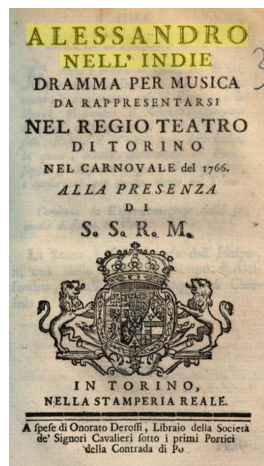 ALESSANDRO
NELL' INDIE
DRAMMA PER MUSICA
DA RAPPRESENTARSI
NEL REGIO TEATRO
DI TORINO
NEL CARNOVALE del 1766.
ALLA PRESENZA
DI
S. S. R. M.
IN TORINO,
NELLA STAMPERIA REALE.
A spese di Onorato Derossi, Libraio della Società
de' Signori Cavalieri sotto i primi Portici
della Contrada di Po